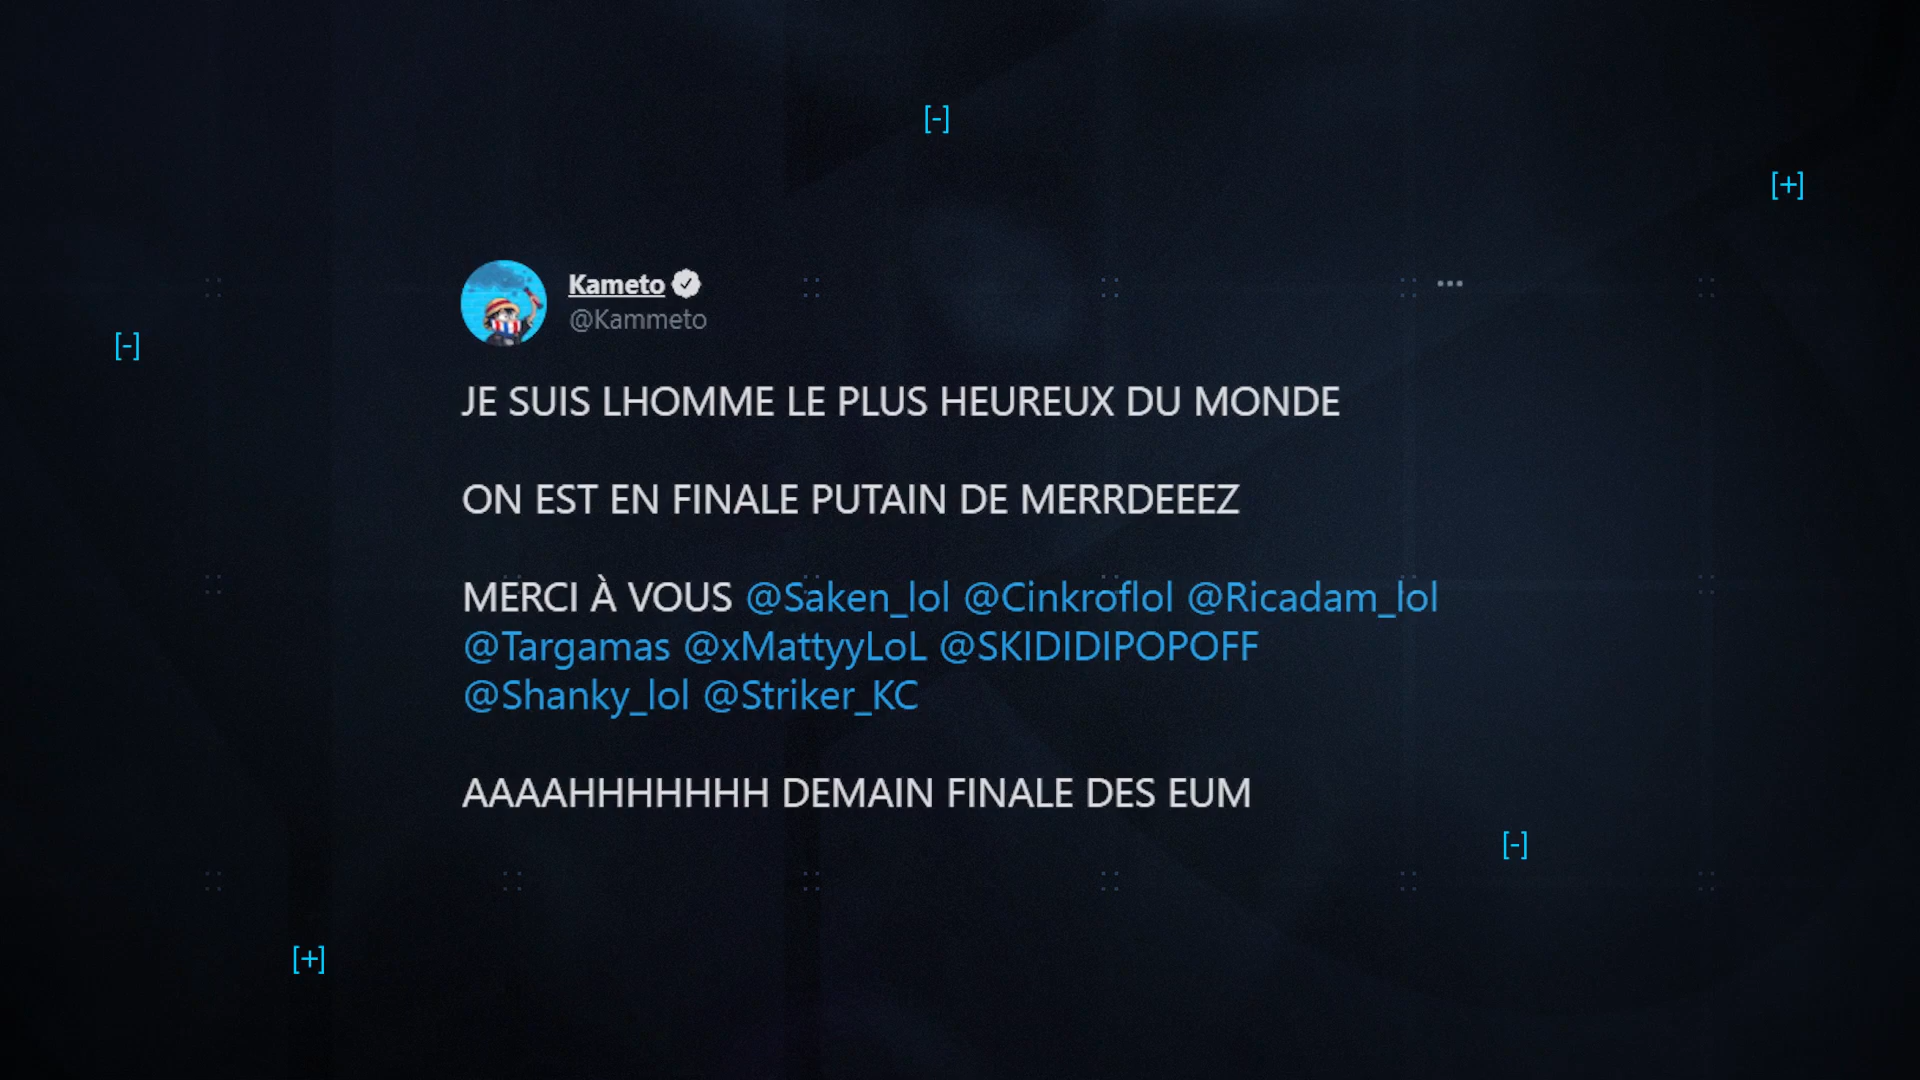 [-]
[+]
Kameto
@Kammeto
[-]
JE SUIS LHOMME LE PLUS HEUREUX DU MONDE
ON EST EN FINALE PUTAIN DE MERRDEEEZ
MERCI À VOUS @Saken_lol @Cinkroflol @Ricadam_lol
@Targamas @xMattyyLoL @SKIDIDIPOPOFF
@Shanky_lol @Striker_KC
AAAAHHHHHHH DEMAIN FINALE DES EUM
[-]
[+]